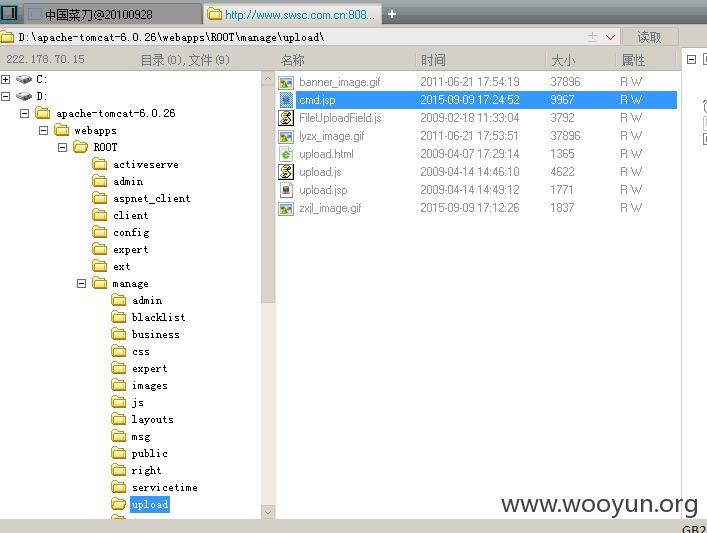 中国菜刀@20100928
http://www.swsc.com.cn:808...
D:\apache-tomcat-6.0.26\webapps\ROOT\manage\upload\
读取
222.178.70.15 目录(0),文件(9)
名称 时间 大小 属性
C:
D:
apache-tomcat-6.0.26
webapps
ROOT
activeserve
admin
aspnet_client
client
config
expert
ext
manage
admin
blacklist
business
css
expert
images
js
layouts
msg
public
right
servicetime
upload
banner_image.gif 2011-06-21 17:54:19 37896 R W
cmd.jsp 2015-09-09 17:24:52 9967 R W
FileUploadField.js 2009-02-18 11:33:04 3792 R W
lyzx_image.gif 2011-06-21 17:53:51 37896 R W
upload.html 2009-04-07 17:29:14 1365 R W
upload.js 2009-04-14 14:46:10 4622 R W
upload.jsp 2009-04-14 14:49:12 1771 R W
zxjl_image.gif 2015-09-09 17:12:26 1837 R W
www.wooyun.org